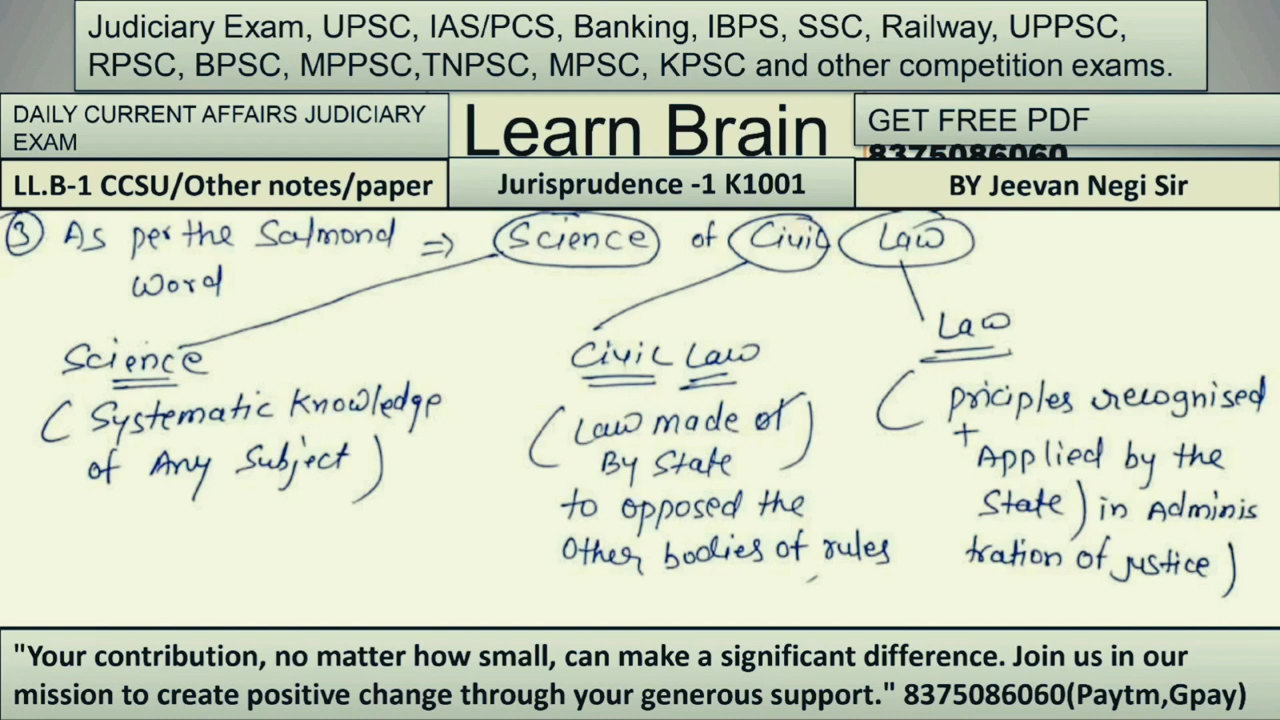 Judiciary Exam, UPSC, IAS/PCS, Banking, IBPS, SSC, Railway, UPPSC,
RPSC, BPSC, MPPSC,TNPSC, MPSC, KPSC and other competition exams.
DAILY CURRENT AFFAIRS JUDICIARY
EXAM
Learn Brain
GET FREE PDF
8375086060
LL.B-1 CCSU/Other notes/paper
Jurisprudence -1 K1001
BY Jeevan Negi Sir
③ As per the Salmond ⇒ Science of Civil Law
Word
Science
(Systematic Knowledge
of Any Subject)
Civil Law
(Law made of)
By State
to opposed the
Other bodies of rules
Law
(priciples recognised
+ Applied by the
State) in Adminis
tration of justice)
"Your contribution, no matter how small, can make a significant difference. Join us in our
mission to create positive change through your generous support." 8375086060(Paytm,Gpay)